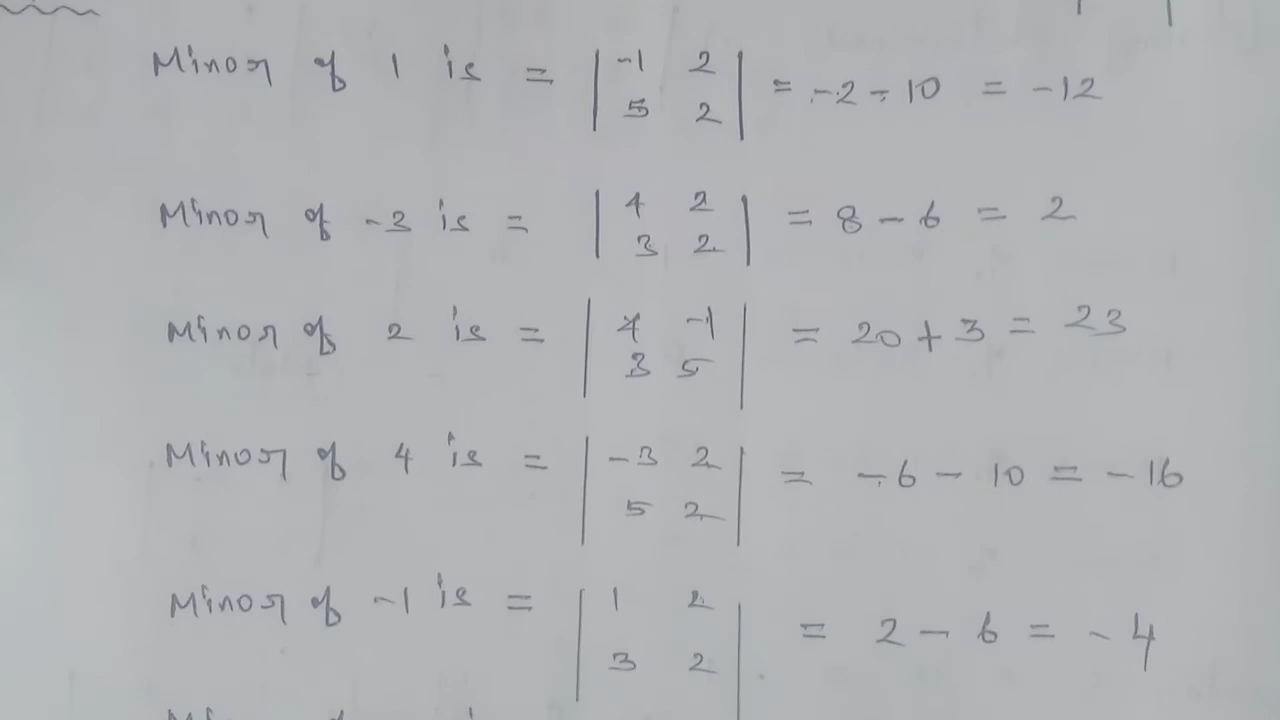 Minor of 1 is = | -1 2 | = -2 - 10 = -12
5 2
Minor of -3 is = | 4 2 | = 8 - 6 = 2
3 2
Minor of 2 is = | 4 -1 | = 20 + 3 = 23
3 5
Minor of 4 is = | -3 2 | = -6 - 10 = -16
5 2
Minor of -1 is = | 1 2 | = 2 - 6 = -4
3 2